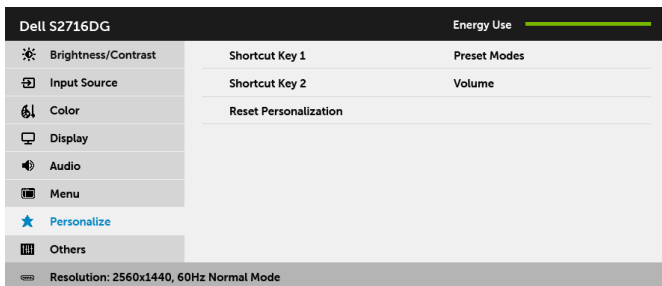 Dell S2716DG Energy Use
Brightness/Contrast Shortcut Key 1 Preset Modes
Input Source Shortcut Key 2 Volume
Color Reset Personalization
Display
Audio
Menu
Personalize
Others
Resolution: 2560x1440, 60Hz Normal Mode